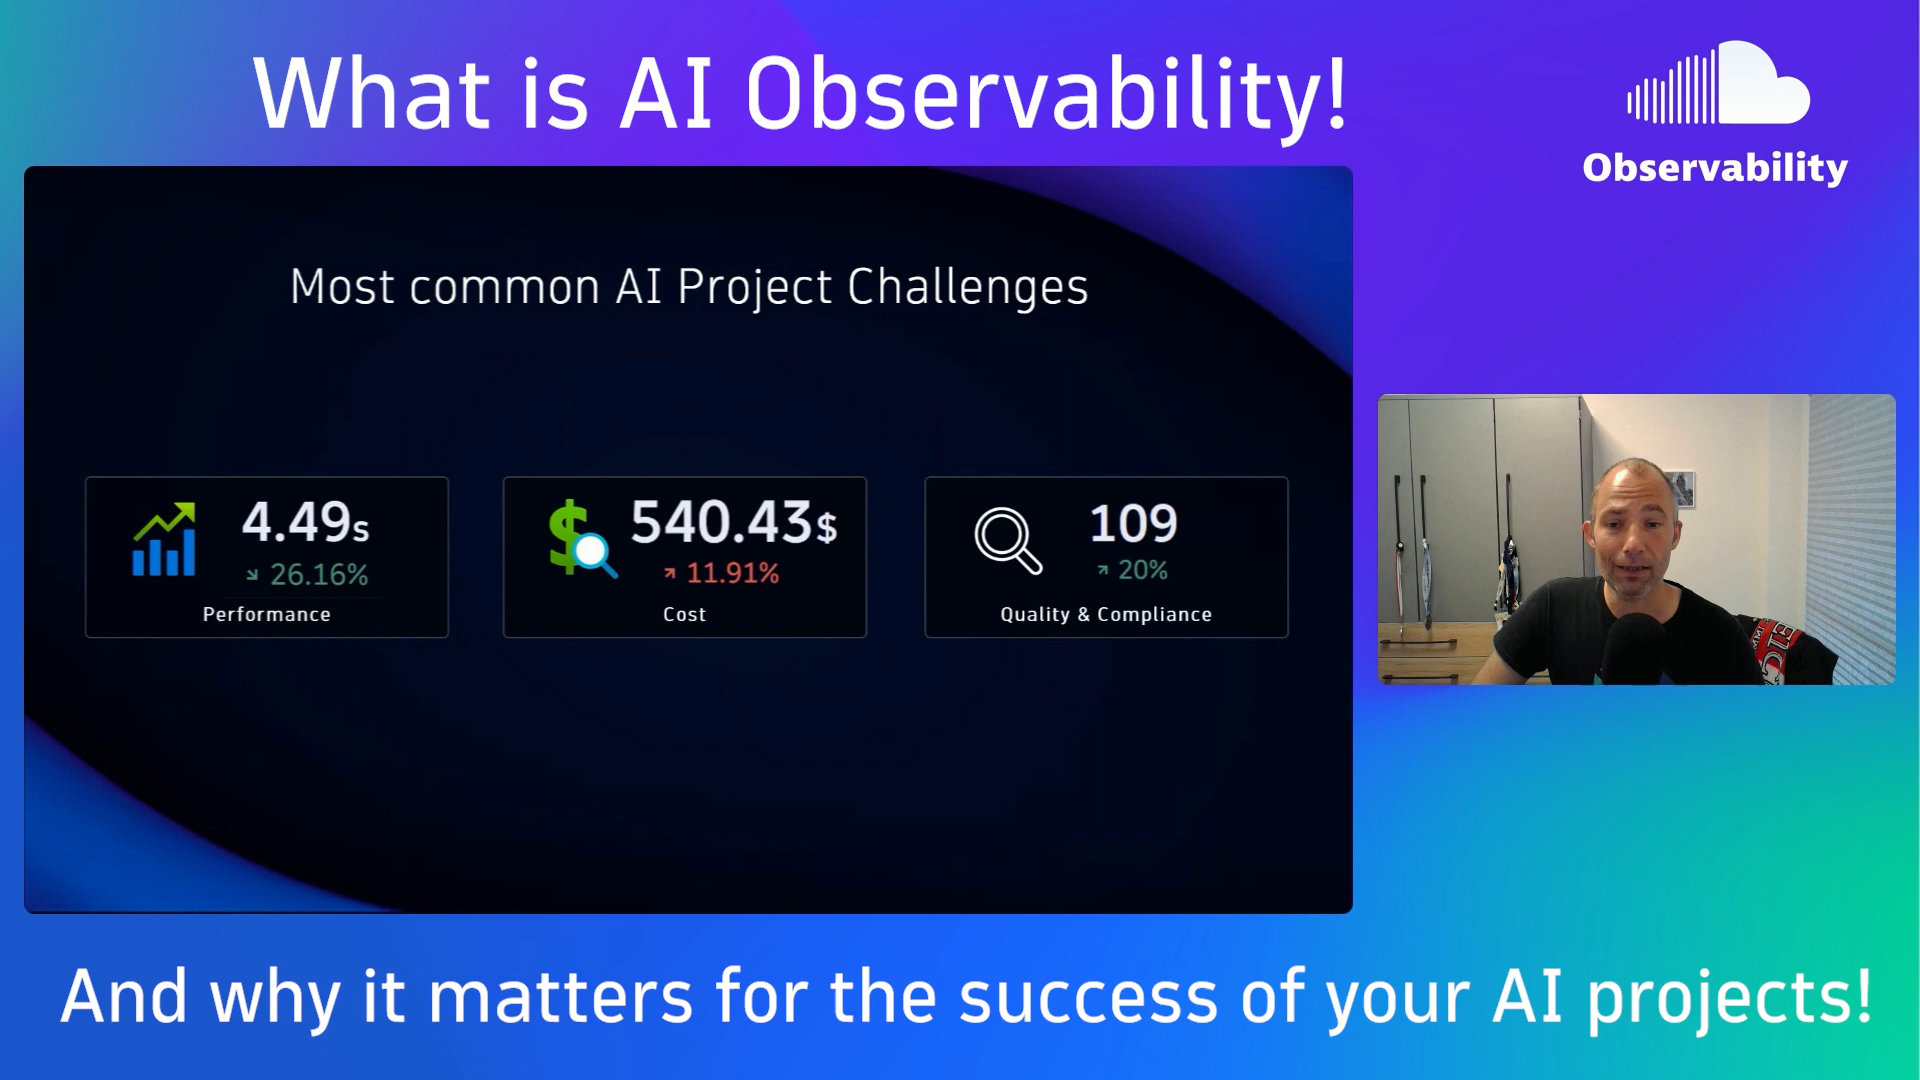 What is AI Observability!
Observability
Most common AI Project Challenges
4.49s
26.16%
Performance
540.43$
11.91%
Cost
109
20%
Quality & Compliance
And why it matters for the success of your AI projects!